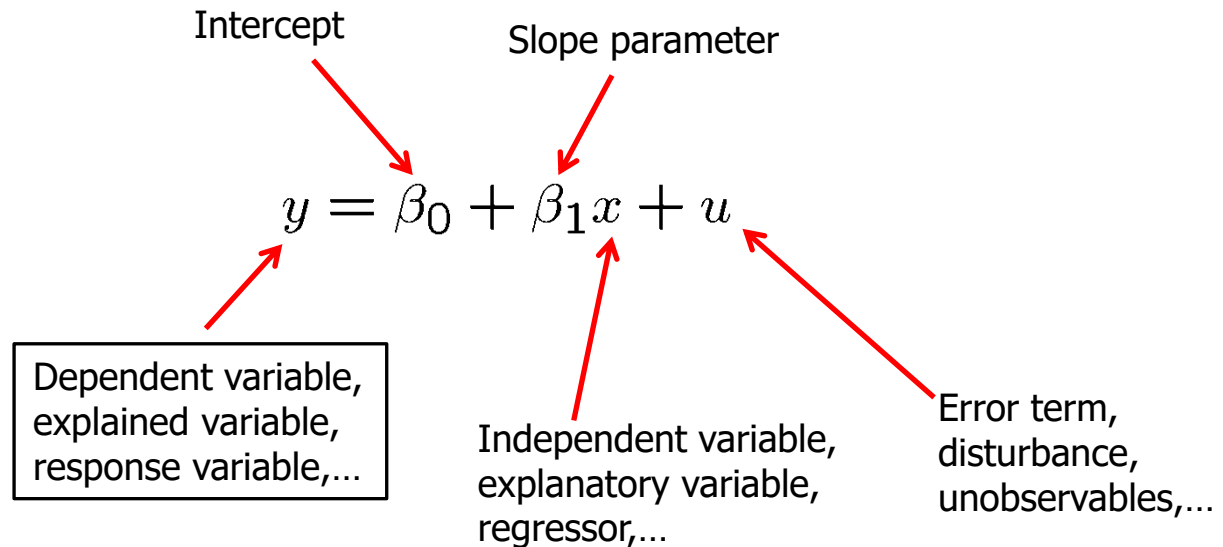 Intercept
Slope parameter
y = β₀ + β₁x + u
Dependent variable,
explained variable,
response variable,…
Independent variable,
explanatory variable,
regressor,…
Error term,
disturbance,
unobservables,…